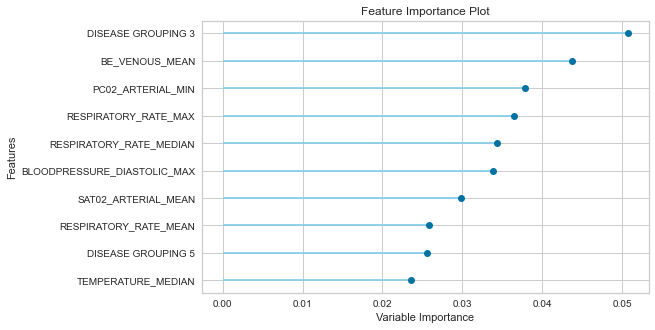 Feature Importance Plot
DISEASE GROUPING 3
BE_VENOUS_MEAN
PC02_ARTERIAL_MIN
RESPIRATORY_RATE_MAX
RESPIRATORY_RATE_MEDIAN
BLOODPRESSURE_DIASTOLIC_MAX
SAT02_ARTERIAL_MEAN
RESPIRATORY_RATE_MEAN
DISEASE GROUPING 5
TEMPERATURE_MEDIAN
Features
0.00 0.01 0.02 0.03 0.04 0.05
Variable Importance